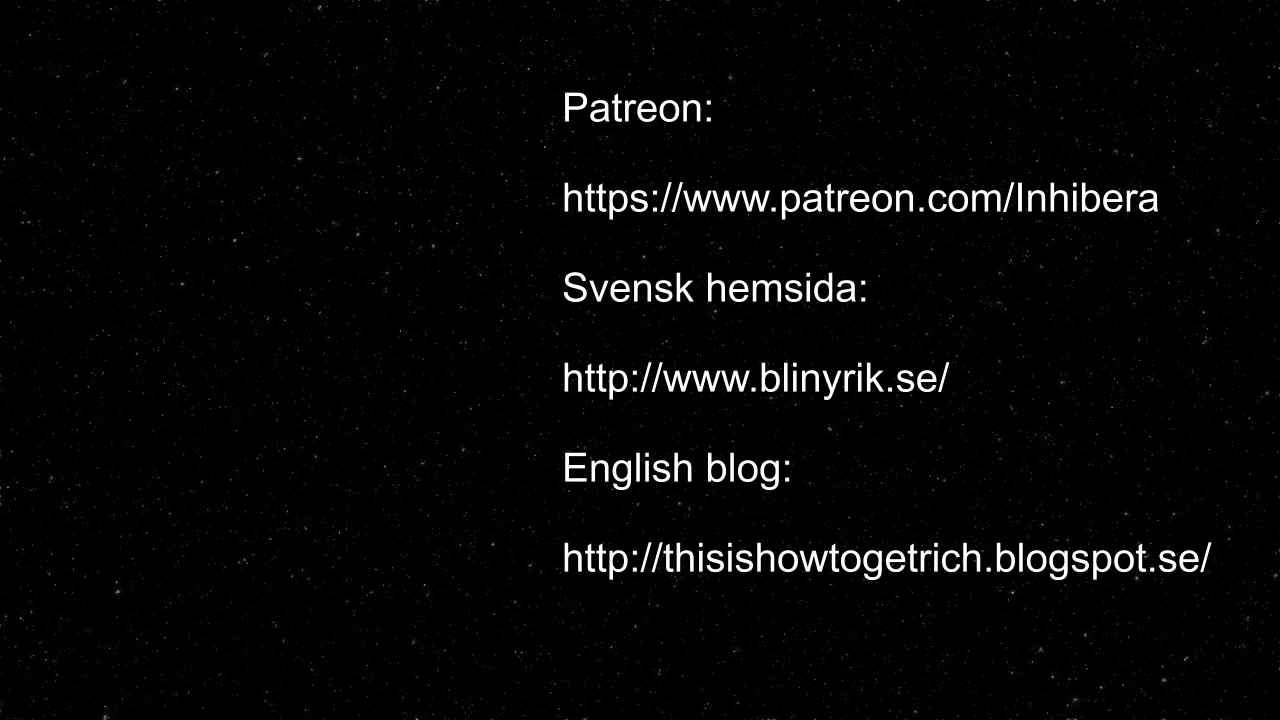 Patreon:
https://www.patreon.com/Inhibera
Svensk hemsida:
http://www.blinyrik.se/
English blog:
http://thisishowtogetrich.blogspot.se/